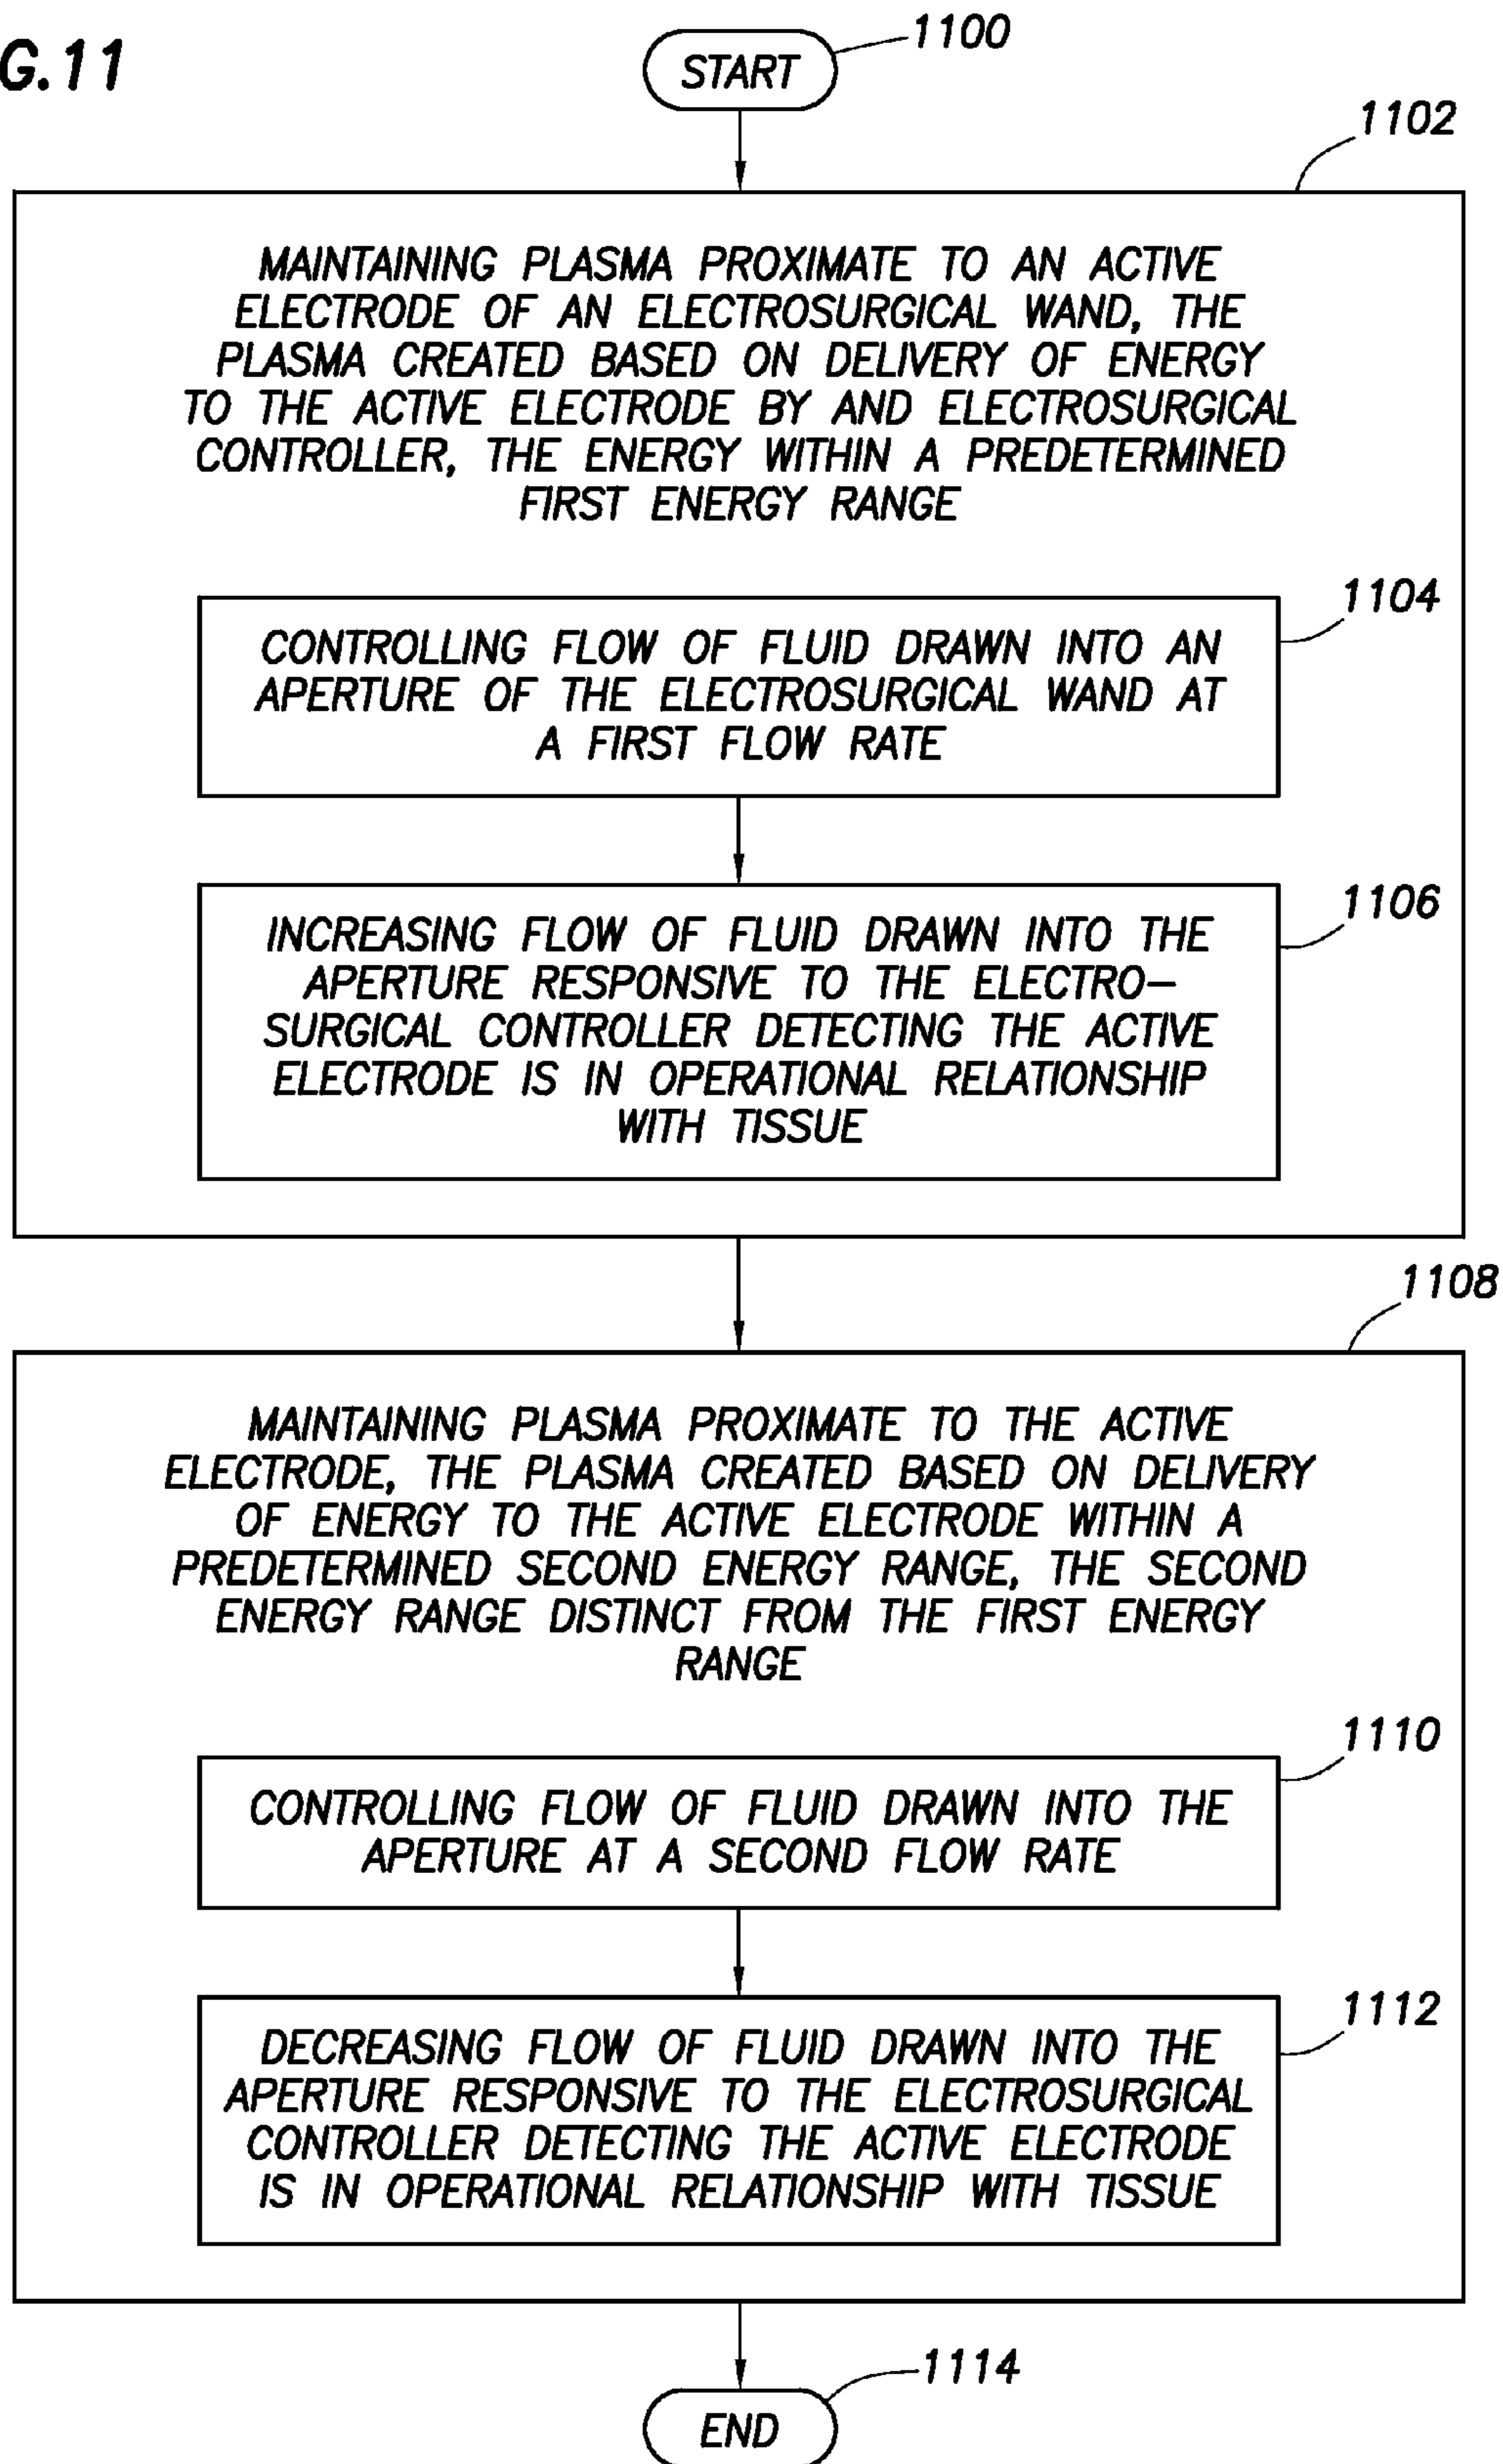 G.11
1100
START
1102
MAINTAINING PLASMA PROXIMATE TO AN ACTIVE
ELECTRODE OF AN ELECTROSURGICAL WAND, THE
PLASMA CREATED BASED ON DELIVERY OF ENERGY
TO THE ACTIVE ELECTRODE BY AND ELECTROSURGICAL
CONTROLLER, THE ENERGY WITHIN A PREDETERMINED
FIRST ENERGY RANGE
1104
CONTROLLING FLOW OF FLUID DRAWN INTO AN
APERTURE OF THE ELECTROSURGICAL WAND AT
A FIRST FLOW RATE
1106
INCREASING FLOW OF FLUID DRAWN INTO THE
APERTURE RESPONSIVE TO THE ELECTRO-
SURGICAL CONTROLLER DETECTING THE ACTIVE
ELECTRODE IS IN OPERATIONAL RELATIONSHIP
WITH TISSUE
1108
MAINTAINING PLASMA PROXIMATE TO THE ACTIVE
ELECTRODE, THE PLASMA CREATED BASED ON DELIVERY
OF ENERGY TO THE ACTIVE ELECTRODE WITHIN A
PREDETERMINED SECOND ENERGY RANGE, THE SECOND
ENERGY RANGE DISTINCT FROM THE FIRST ENERGY
RANGE
1110
CONTROLLING FLOW OF FLUID DRAWN INTO THE
APERTURE AT A SECOND FLOW RATE
1112
DECREASING FLOW OF FLUID DRAWN INTO THE
APERTURE RESPONSIVE TO THE ELECTROSURGICAL
CONTROLLER DETECTING THE ACTIVE ELECTRODE
IS IN OPERATIONAL RELATIONSHIP WITH TISSUE
1114
END